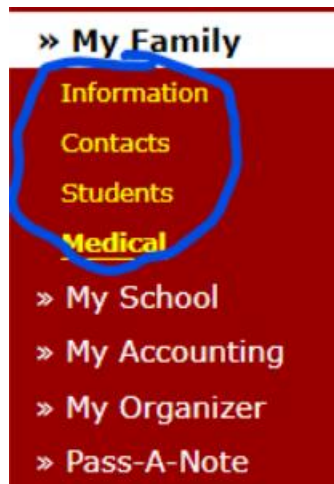 » My Family
Information
Contacts
Students
Medical
» My School
» My Accounting
» My Organizer
» Pass-A-Note